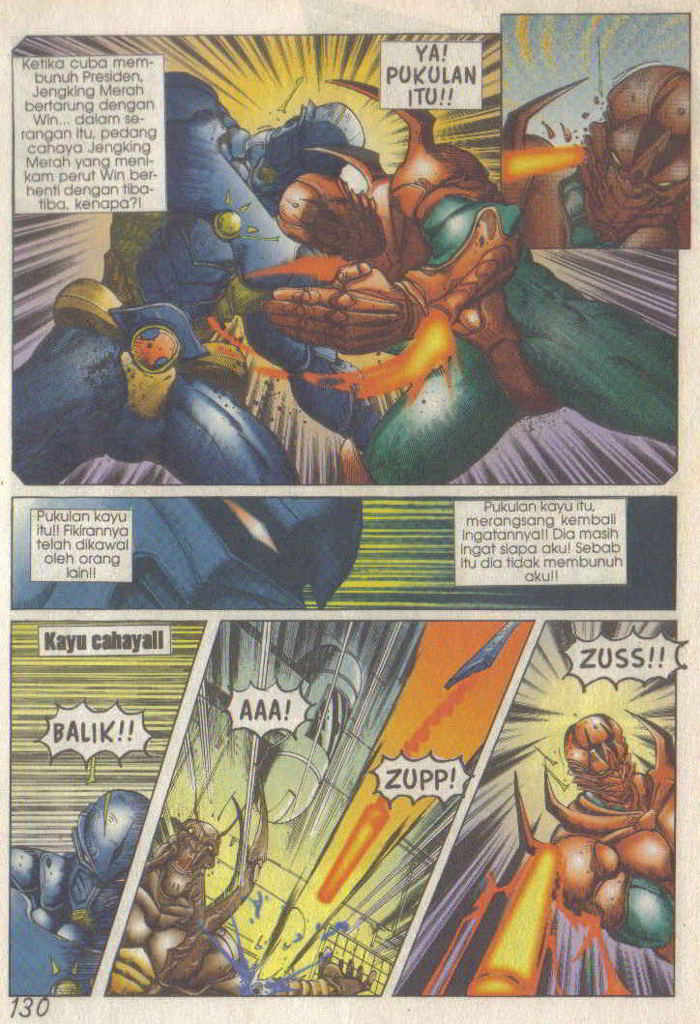 Ketika cuba mem-
bunuh Presiden,
Jengking Merah
bertarung dengan
Win... dalam se-
rangan itu, pedang
cahaya Jengking
Merah yang meni-
kam perut Win ber-
henti dengan tiba-
tiba, kenapa?!
YA!
PUKULAN
ITU!!
Pukulan kayu
itu!! Fikirannya
telah dikawal
oleh orang
lain!!
Pukulan kayu itu,
merangsang kembali
ingatannya!! Dia masih
ingat siapa aku! Sebab
itu dia tidak membunuh
aku!!
Kayu cahaya!!
BALIK!!
AAA!
ZUPP!
ZUSS!!
130